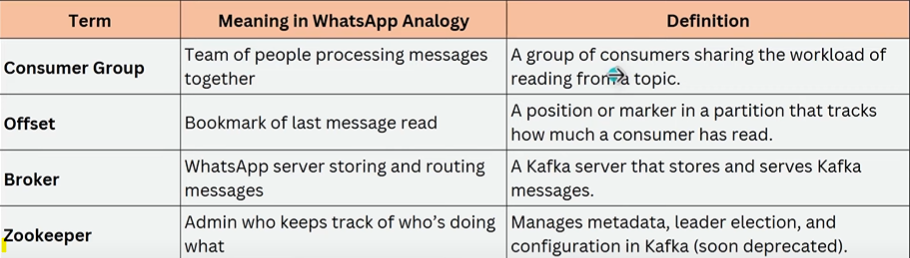 Term Meaning in WhatsApp Analogy Definition
Consumer Group
Team of people processing messages
together
A group of consumers sharing the workload of
reading from a topic.
Offset
Bookmark of last message read
A position or marker in a partition that tracks
how much a consumer has read.
Broker
WhatsApp server storing and routing
messages
A Kafka server that stores and serves Kafka
messages.
Zookeeper
Admin who keeps track of who's doing
what
Manages metadata, leader election, and
configuration in Kafka (soon deprecated).